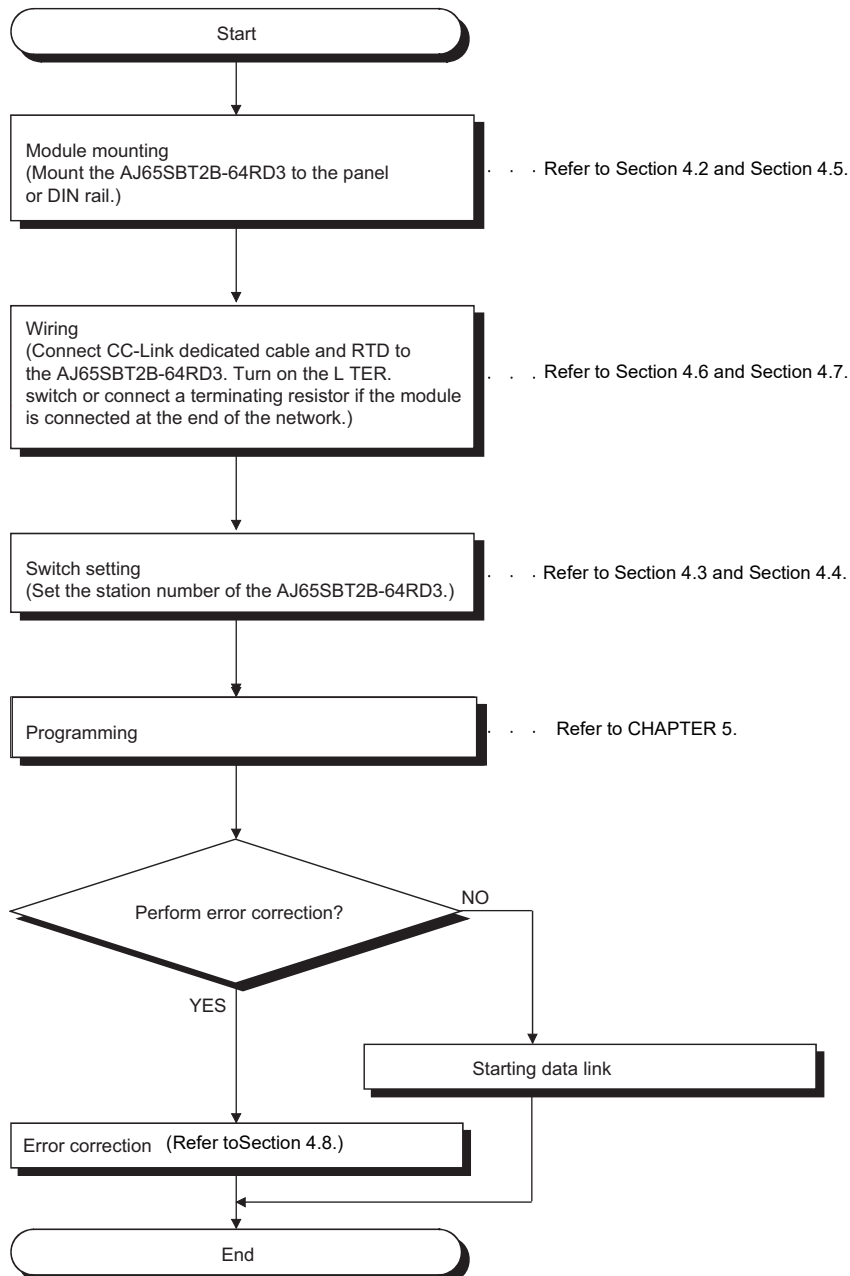 Start
Module mounting
(Mount the AJ65SBT2B-64RD3 to the panel
or DIN rail.)
. . . Refer to Section 4.2 and Section 4.5.
Wiring
(Connect CC-Link dedicated cable and RTD to
the AJ65SBT2B-64RD3. Turn on the L TER.
switch or connect a terminating resistor if the module
is connected at the end of the network.)
. . . Refer to Section 4.6 and Section 4.7.
Switch setting
(Set the station number of the AJ65SBT2B-64RD3.)
. . . Refer to Section 4.3 and Section 4.4.
Programming
. . . Refer to CHAPTER 5.
Perform error correction?
NO
YES
Starting data link
Error correction (Refer toSection 4.8.)
End